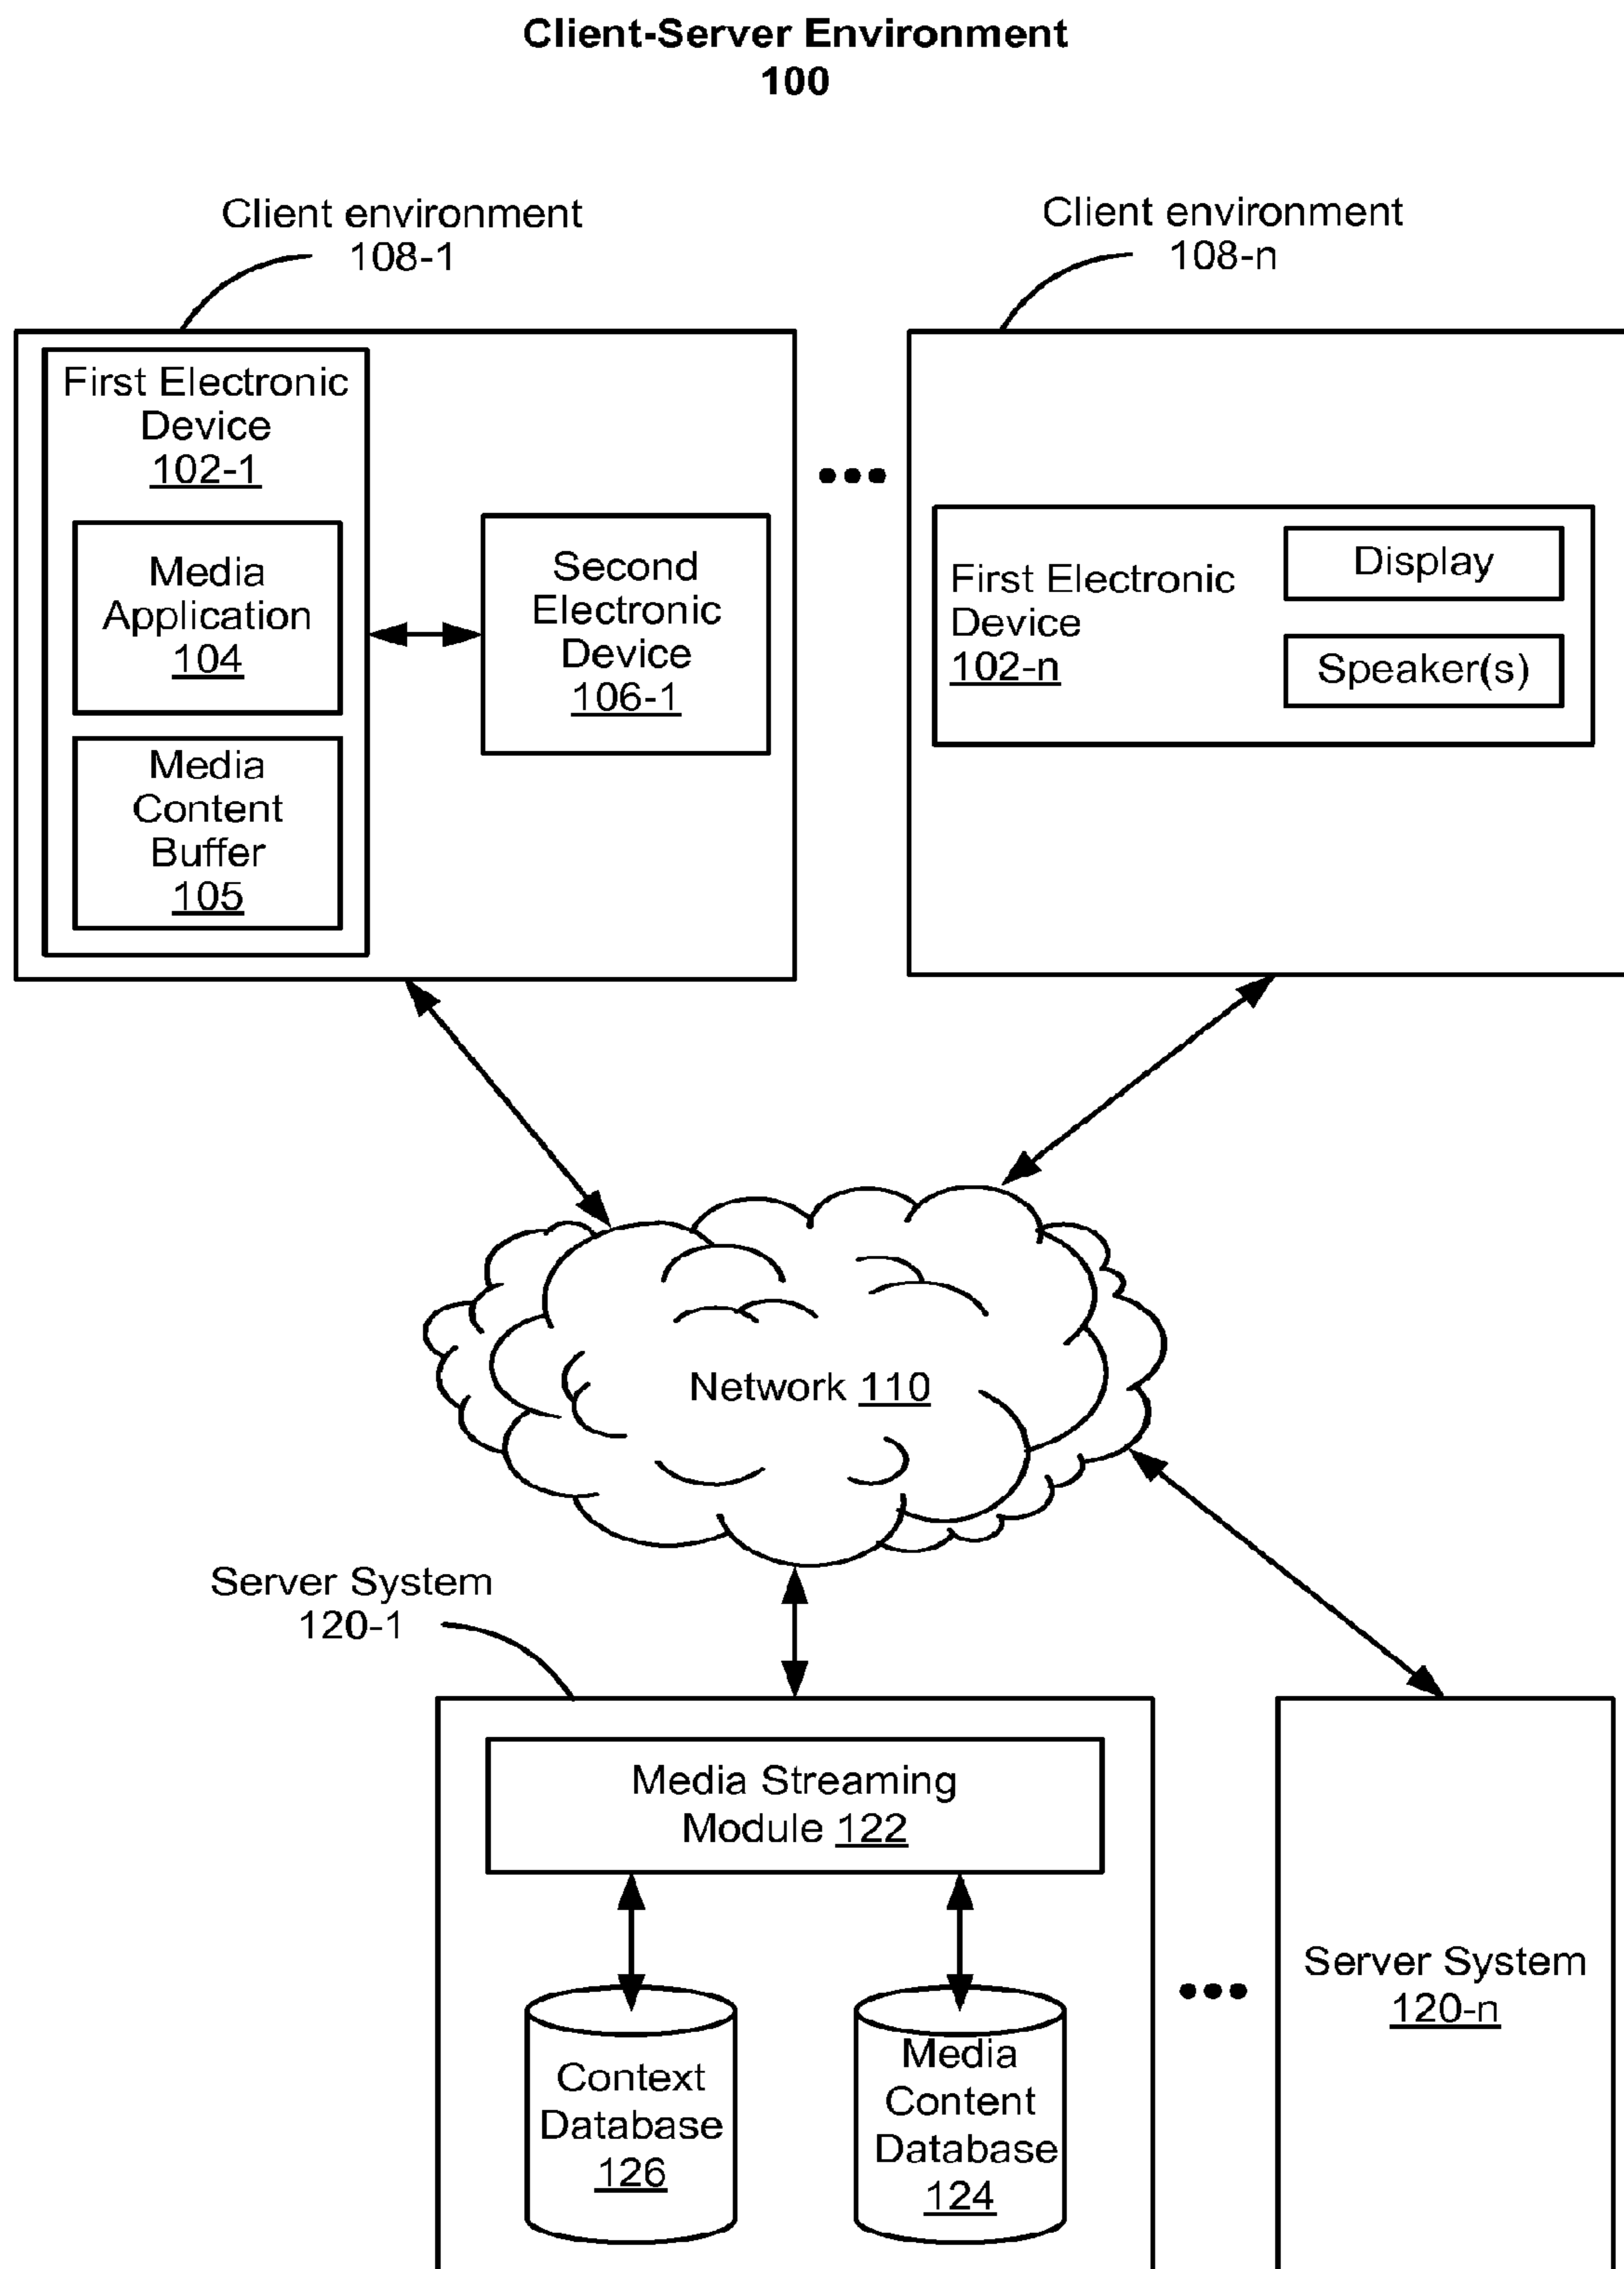 Client-Server Environment
100
Client environment
108-1
Client environment
108-n
First Electronic
Device
102-1
Media
Application
104
Media
Content
Buffer
105
Second
Electronic
Device
106-1
First Electronic
Device
102-n
Display
Speaker(s)
Network 110
Server System
120-1
Media Streaming
Module 122
Context
Database
126
Media
Content
Database
124
Server System
120-n